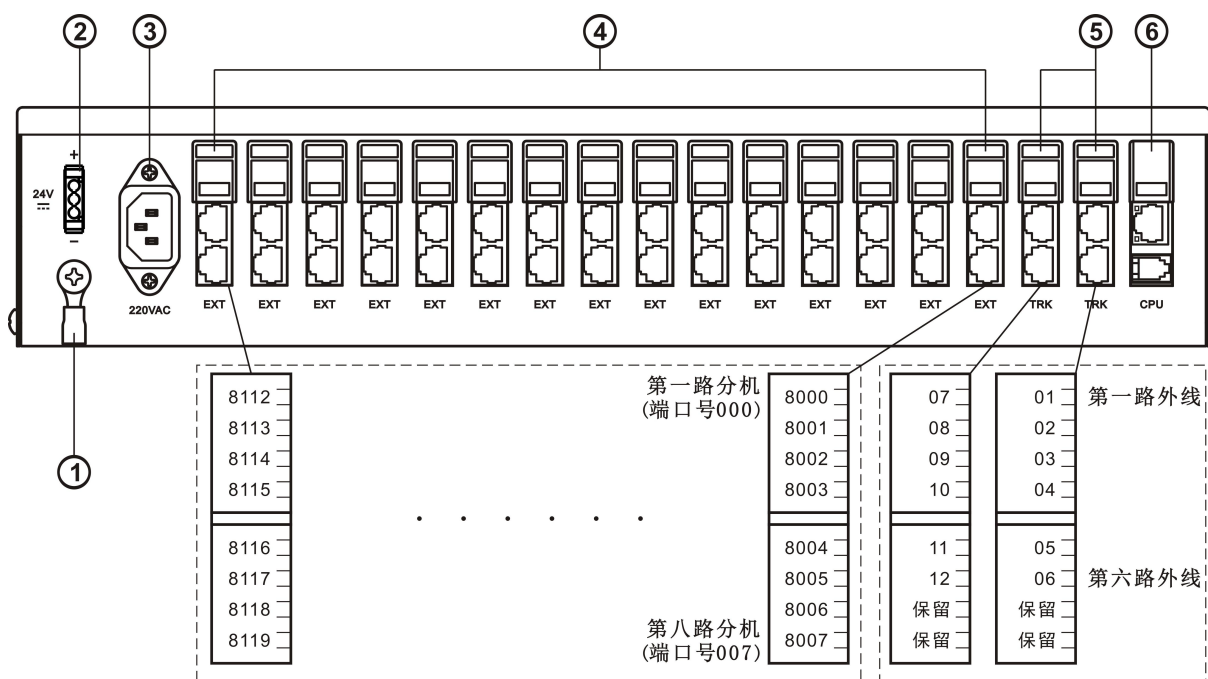 ② ③ ④ ⑤ ⑥
+
24V
−
220VAC
EXT EXT EXT EXT EXT EXT EXT EXT EXT EXT EXT EXT EXT EXT EXT TRK TRK CPU
①
8112
8113
8114
8115
8116
8117
8118
8119
· · · · · ·
第一路分机
(端口号000)
第八路分机
(端口号007)
8000
8001
8002
8003
8004
8005
8006
8007
07
08
09
10
11
12
保留
保留
01
02
03
04
05
06
保留
保留
第一路外线
第六路外线